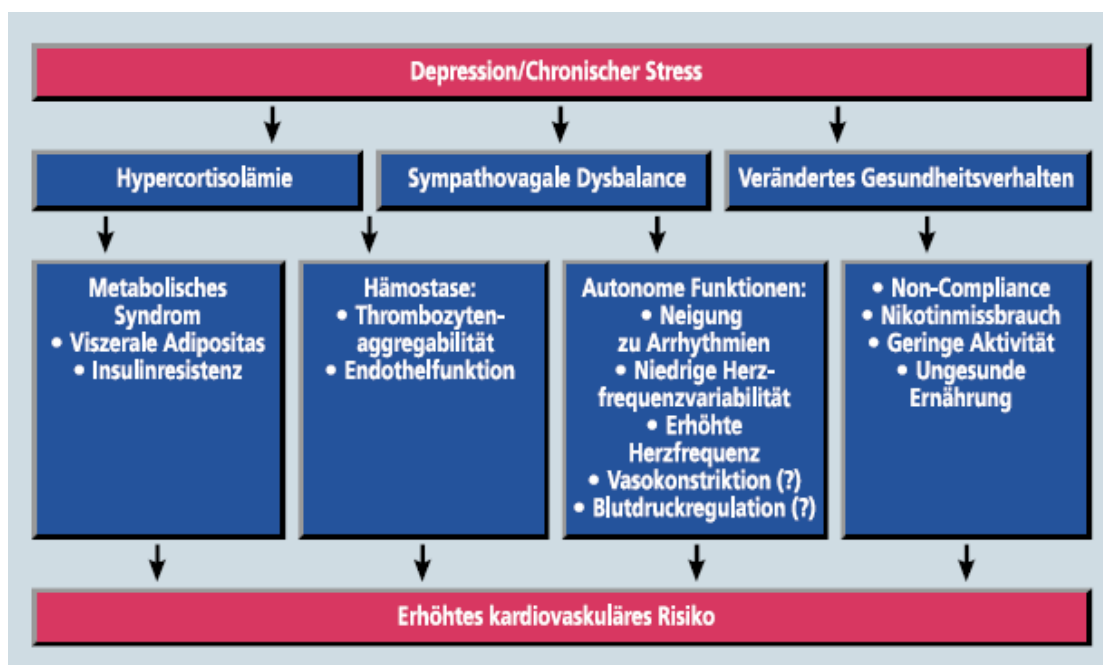 Depression/Chronischer Stress
Hypercortisolämie
Sympathovagale Dysbalance
Verändertes Gesundheitsverhalten
Metabolisches
Syndrom
• Viszerale Adipositas
• Insulinresistenz
Hämostase:
• Thrombozyten-
aggregabilität
• Endothelfunktion
Autonome Funktionen:
• Neigung
zu Arrhythmien
• Niedrige Herz-
frequenzvariabilität
• Erhöhte
Herzfrequenz
• Vasokonstriktion (?)
• Blutdruckregulation (?)
• Non-Compliance
• Nikotinmissbrauch
• Geringe Aktivität
• Ungesunde
Ernährung
Erhöhtes kardiovaskuläres Risiko